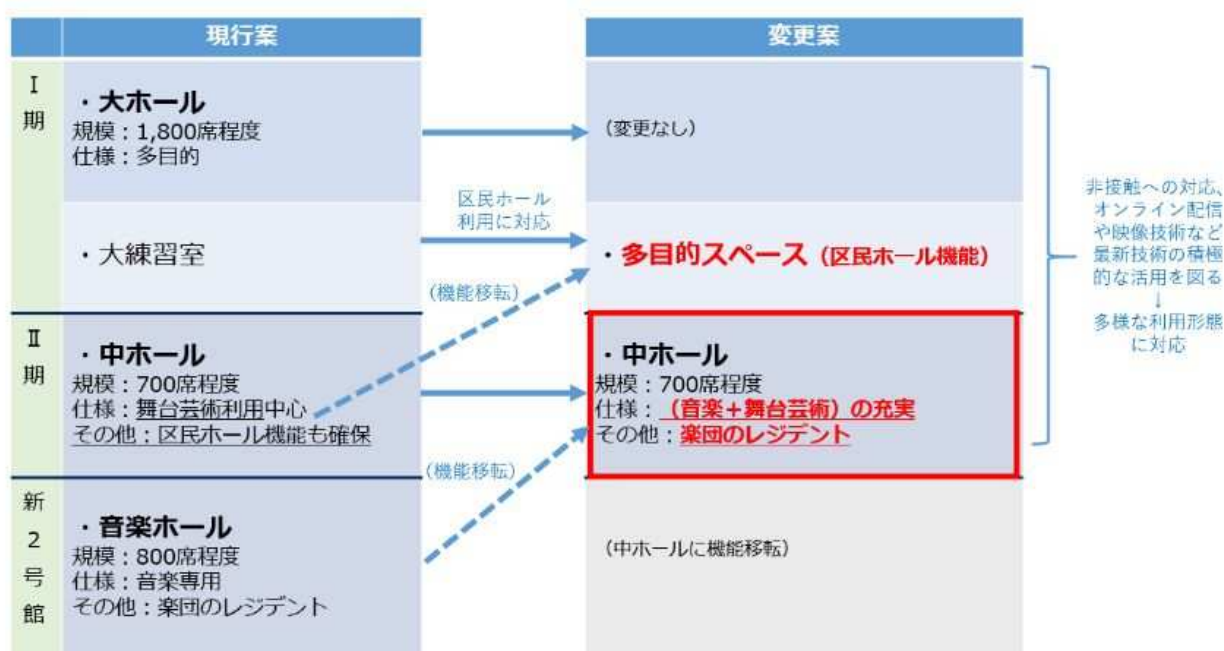 現行案
変更案
Ⅰ
期
・大ホール
規模：1,800席程度
仕様：多目的
（変更なし）
・大練習室
区民ホール
利用に対応
・多目的スペース（区民ホール機能）
（機能移転）
Ⅱ
期
・中ホール
規模：700席程度
仕様：舞台芸術利用中心
その他：区民ホール機能も確保
・中ホール
規模：700席程度
仕様：（音楽＋舞台芸術）の充実
その他：楽団のレジデント
（機能移転）
新
2
号
館
・音楽ホール
規模：800席程度
仕様：音楽専用
その他：楽団のレジデント
（中ホールに機能移転）
非接触への対応、
オンライン配信
や映像技術など
最新技術の積極
的な活用を図る
↓
多様な利用形態
に対応